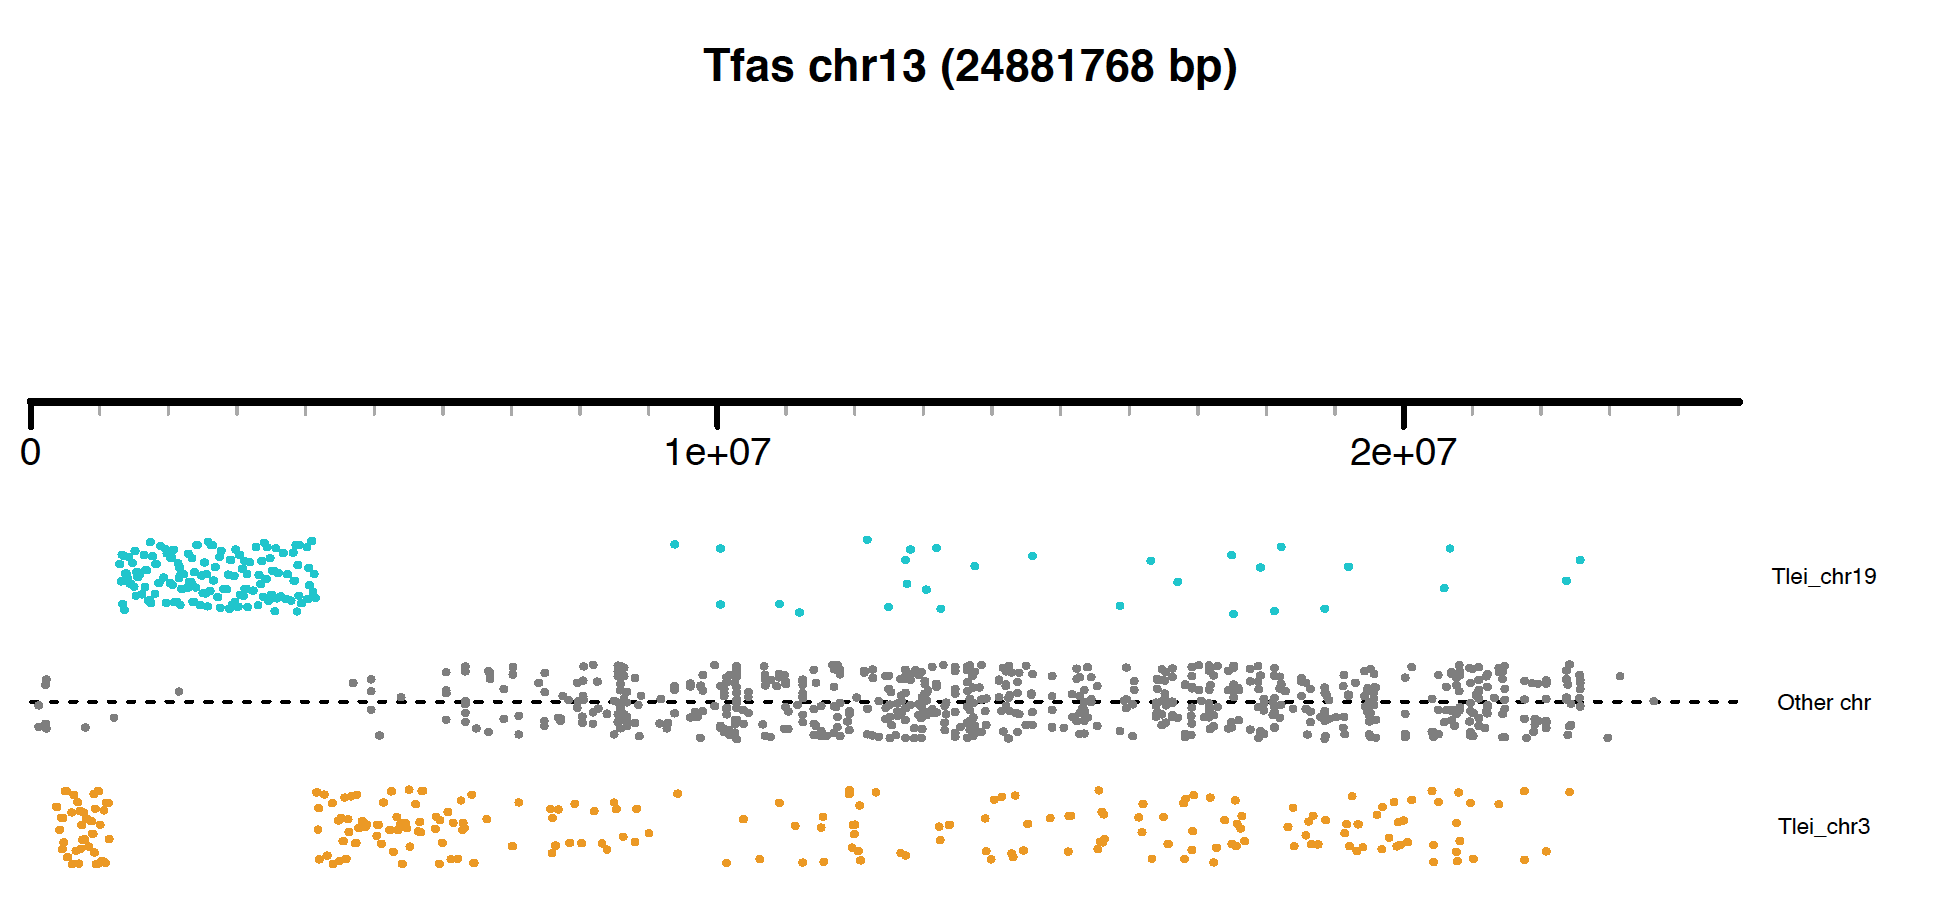 Tfas chr13 (24881768 bp)
0 1e+07 2e+07
Tlei_chr19
Other chr
Tlei_chr3